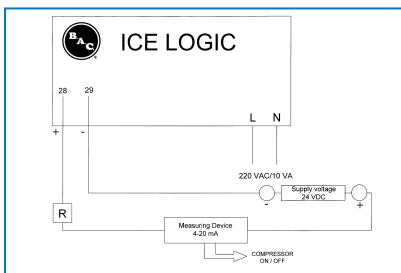 BAC®
ICE LOGIC
28 29
L N
+ -
220 VAC/10 VA
Supply voltage
24 VDC
- +
R
Measuring Device
4-20 mA
COMPRESSOR
ON / OFF